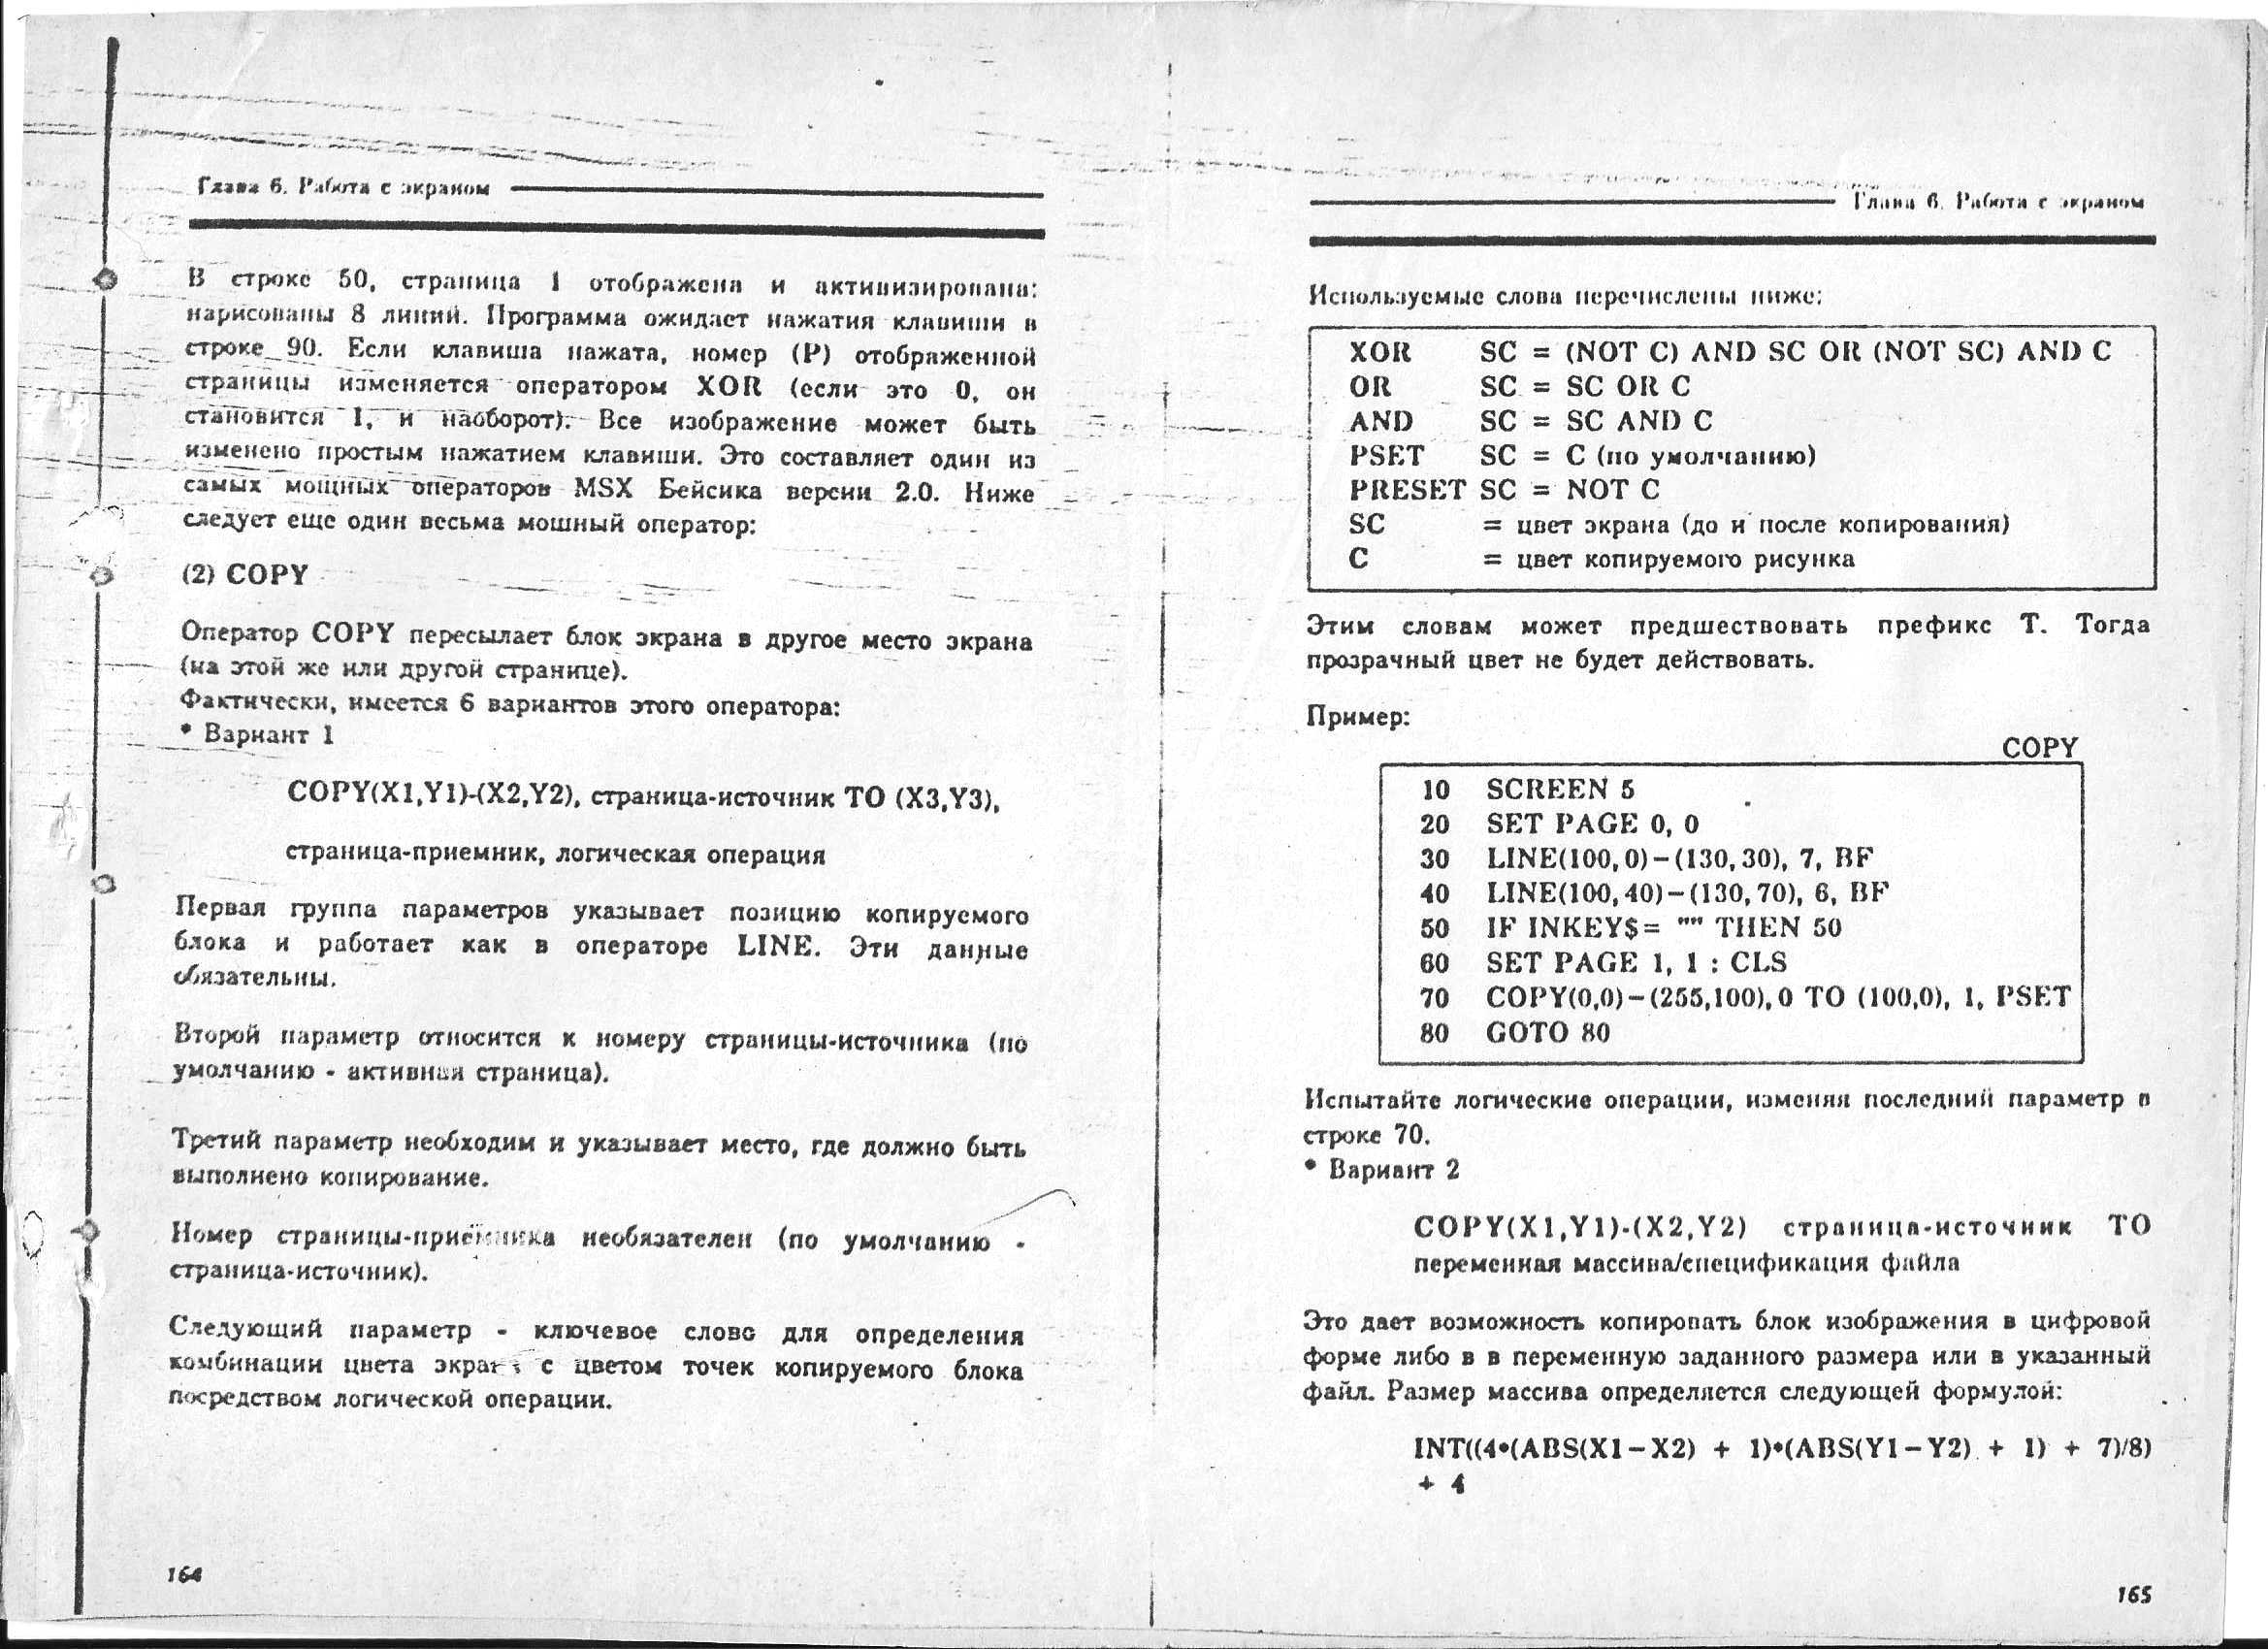 Глава 6. Работа с экраном
В строке 50, страница 1 отображена и активизирована:
нарисованы 8 линий. Программа ожидает нажатия клавиши в
строке 90. Если клавиша нажата, номер (P) отображенной
страницы изменяется оператором XOR (если это 0, он
становится 1, и наоборот). Все изображение может быть
изменено простым нажатием клавиши. Это составляет один из
самых мощных операторов MSX Бейсика версии 2.0. Ниже
следует еще один весьма мошный оператор:
(2) COPY
Оператор COPY пересылает блок экрана в другое место экрана
(на этой же или другой странице).
Фактически, имеется 6 вариантов этого оператора:
* Вариант 1
COPY(X1,Y1)-(X2,Y2), страница-источник TO (X3,Y3),
страница-приемник, логическая операция
Первая группа параметров указывает позицию копируемого
блока и работает как в операторе LINE. Эти данные
обязательны.
Второй параметр относится к номеру страницы-источника (по
умолчанию - активная страница).
Третий параметр необходим и указывает место, где должно быть
выполнено копирование.
Номер страницы-приёмника необязателен (по умолчанию -
страница-источник).
Следующий параметр - ключевое слово для определения
комбинации цвета экрана с цветом точек копируемого блока
посредством логической операции.
164
Глава 6. Работа с экраном
Используемые слова перечислены ниже:
XOR SC = (NOT C) AND SC OR (NOT SC) AND C
OR SC = SC OR C
AND SC = SC AND C
PSET SC = C (по умолчанию)
PRESET SC = NOT C
SC = цвет экрана (до и после копирования)
C = цвет копируемого рисунка
Этим словам может предшествовать префикс T. Тогда
прозрачный цвет не будет действовать.
Пример:
COPY
10 SCREEN 5
20 SET PAGE 0, 0
30 LINE(100,0)-(130,30), 7, BF
40 LINE(100,40)-(130,70), 6, BF
50 IF INKEY$= "" THEN 50
60 SET PAGE 1, 1 : CLS
70 COPY(0,0)-(255,100),0 TO (100,0), 1, PSET
80 GOTO 80
Испытайте логические операции, изменяя последний параметр в
строке 70.
* Вариант 2
COPY(X1,Y1)-(X2,Y2) страница-источник TO
переменная массива/спецификация файла
Это дает возможность копировать блок изображения в цифровой
форме либо в в переменную заданного размера или в указанный
файл. Размер массива определяется следующей формулой:
INT((4*(ABS(X1-X2) + 1)*(ABS(Y1-Y2) + 1) + 7)/8)
+ 4
165